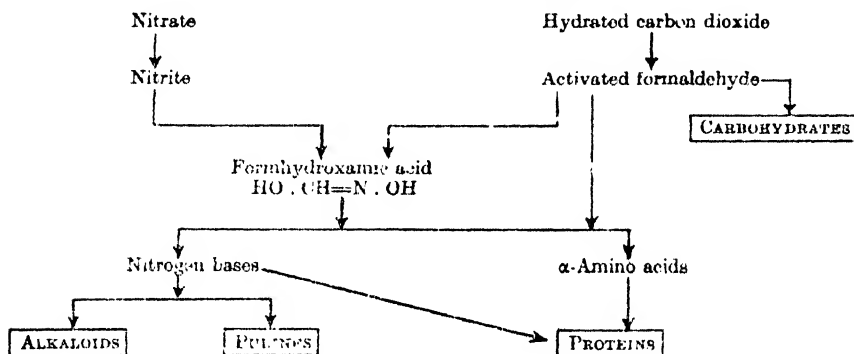 Nitrate
Hydrated carbon dioxide
Nitrite
Activated formaldehyde
CARBOHYDRATES
Formhydroxamic acid
HO . CH=N . OH
Nitrogen bases
α-Amino acids
ALKALOIDS
PURINES
PROTEINS